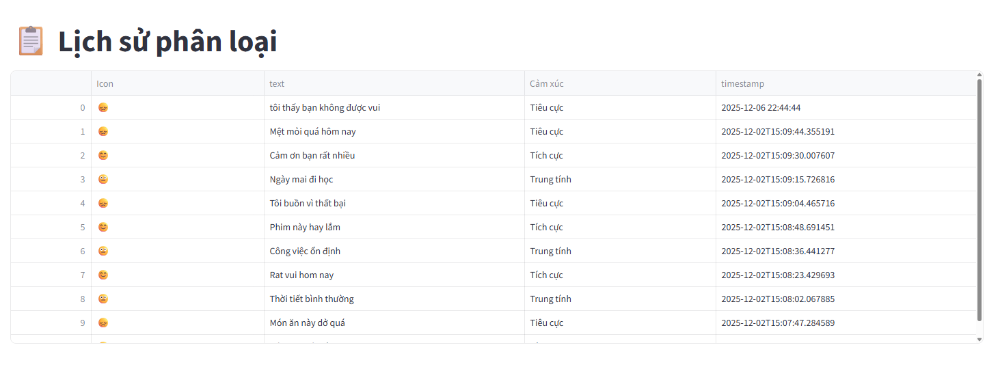 Lịch sử phân loại
Icon text Cảm xúc timestamp
0 tôi thấy bạn không được vui Tiêu cực 2025-12-06 22:44:44
1 Mệt mỏi quá hôm nay Tiêu cực 2025-12-02T15:09:44.355191
2 Cảm ơn bạn rất nhiều Tích cực 2025-12-02T15:09:30.007607
3 Ngày mai đi học Trung tính 2025-12-02T15:09:15.726816
4 Tôi buồn vì thất bại Tiêu cực 2025-12-02T15:09:04.465716
5 Phim này hay lắm Tích cực 2025-12-02T15:08:48.691451
6 Công việc ổn định Trung tính 2025-12-02T15:08:36.441277
7 Rat vui hom nay Tích cực 2025-12-02T15:08:23.429693
8 Thời tiết bình thường Trung tính 2025-12-02T15:08:02.067885
9 Món ăn này dở quá Tiêu cực 2025-12-02T15:07:47.284589